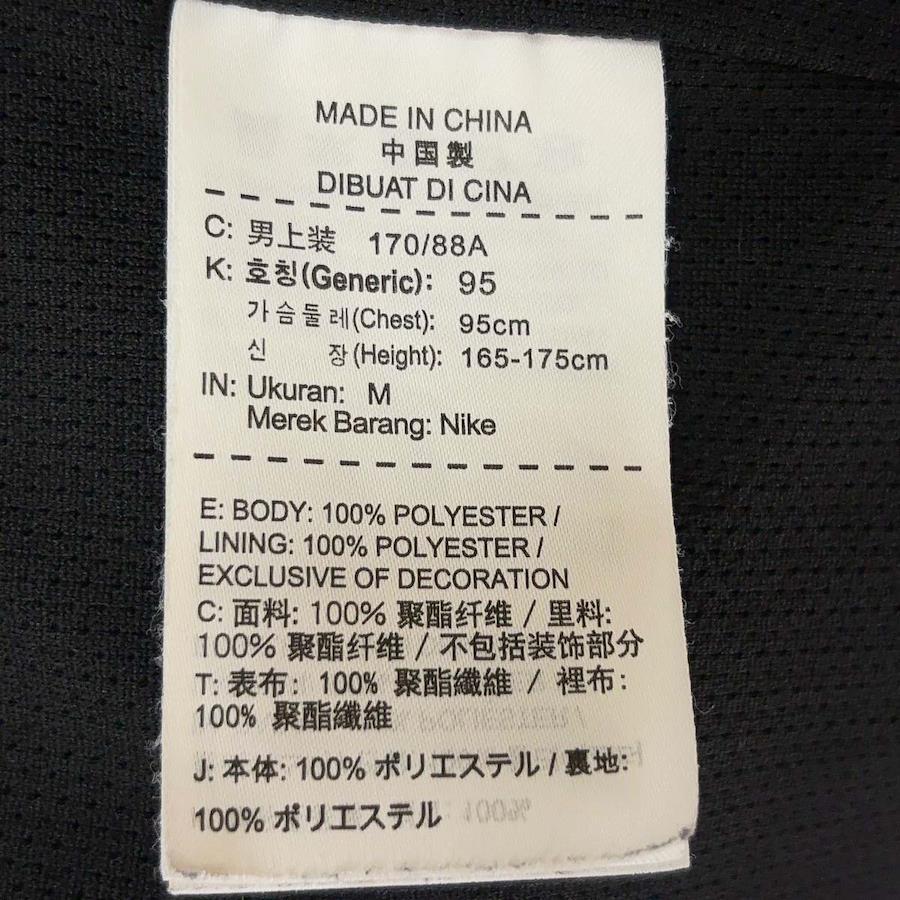 MADE IN CHINA
中国製
DIBUAT DI CINA
C: 男上装 170/88A
K: 호칭(Generic): 95
가슴둘레(Chest): 95cm
신 장(Height): 165-175cm
IN: Ukuran: M
Merek Barang: Nike
E: BODY: 100% POLYESTER /
LINING: 100% POLYESTER /
EXCLUSIVE OF DECORATION
C: 面料: 100% 聚酯纤维 / 里料:
100% 聚酯纤维 / 不包括装饰部分
T: 表布: 100% 聚酯纖維 / 裡布:
100% 聚酯纖維
J: 本体: 100% ポリエステル / 裏地:
100% ポリエステル